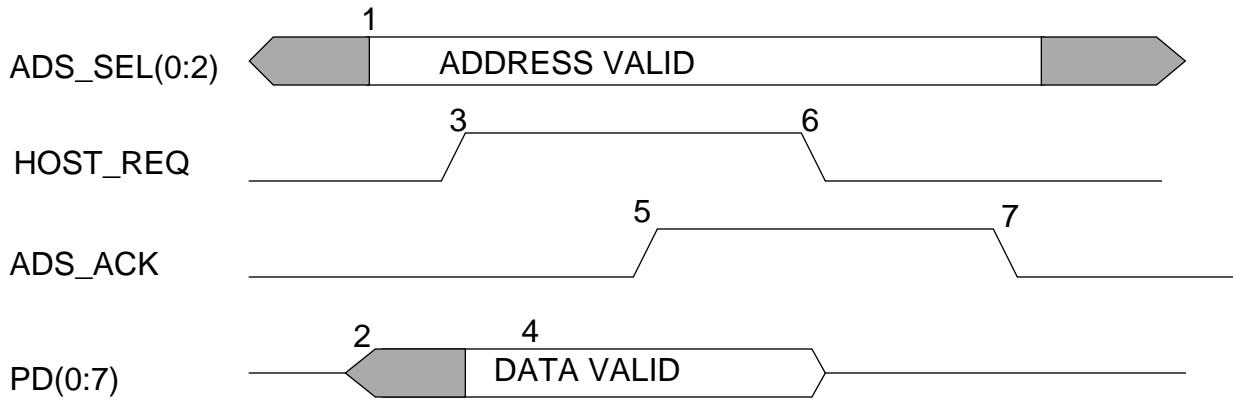 1
ADS_SEL(0:2) ADDRESS VALID
3 6
HOST_REQ
5 7
ADS_ACK
2 4
PD(0:7) DATA VALID